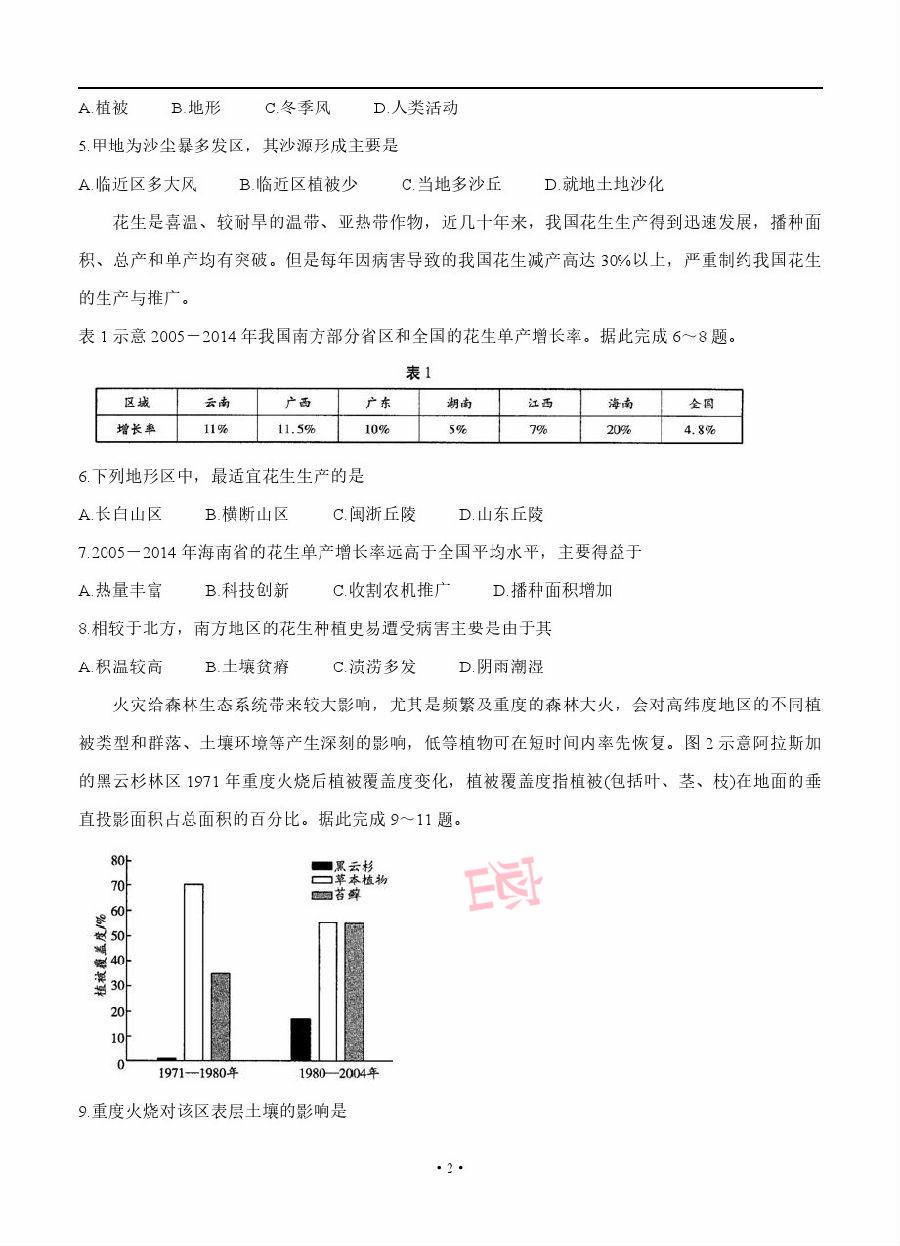 A.植被 B.地形 C.冬季风 D.人类活动
5.甲地为沙尘暴多发区，其沙源形成主要是
A.临近区多大风 B.临近区植被少 C.当地多沙丘 D.就地土地沙化
花生是喜温、较耐旱的温带、亚热带作物，近几十年来，我国花生生产得到迅速发展，播种面
积、总产和单产均有突破。但是每年因病害导致的我国花生减产高达 30%以上，严重制约我国花生
的生产与推广。
表 1 示意 2005－2014 年我国南方部分省区和全国的花生单产增长率。据此完成 6～8 题。
表 1
区域 云南 广西 广东 湖南 江西 海南 全国
增长率 11% 11.5% 10% 5% 7% 20% 4.8%
6.下列地形区中，最适宜花生生产的是
A.长白山区 B.横断山区 C.闽浙丘陵 D.山东丘陵
7.2005－2014 年海南省的花生单产增长率远高于全国平均水平，主要得益于
A.热量丰富 B.科技创新 C.收割农机推广 D.播种面积增加
8.相较于北方，南方地区的花生种植更易遭受病害主要是由于其
A.积温较高 B.土壤贫瘠 C.渍涝多发 D.阴雨潮湿
火灾给森林生态系统带来较大影响，尤其是频繁及重度的森林大火，会对高纬度地区的不同植
被类型和群落、土壤环境等产生深刻的影响，低等植物可在短时间内率先恢复。图 2 示意阿拉斯加
的黑云杉林区 1971 年重度火烧后植被覆盖度变化，植被覆盖度指植被(包括叶、茎、枝)在地面的垂
直投影面积占总面积的百分比。据此完成 9～11 题。
植被覆盖度/%
80
70
60
50
40
30
20
10
0
黑云杉
草本植物
苔藓
1971—1980年 1980—2004年
9.重度火烧对该区表层土壤的影响是
· 2 ·